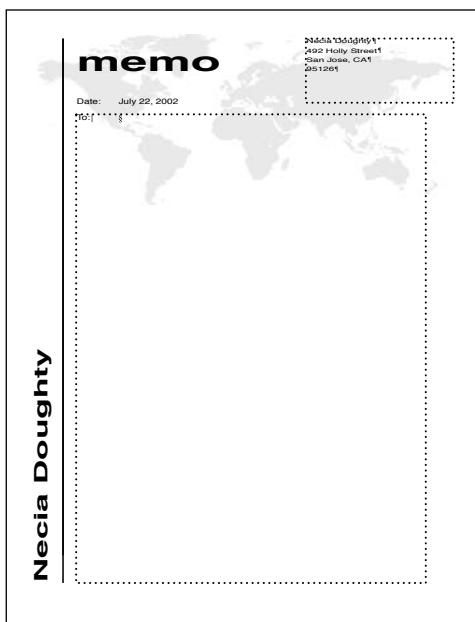 memo
Necia Doughty¶
492 Holly Street¶
San Jose, CA¶
95126¶
Date: July 22, 2002
To: §
Necia Doughty